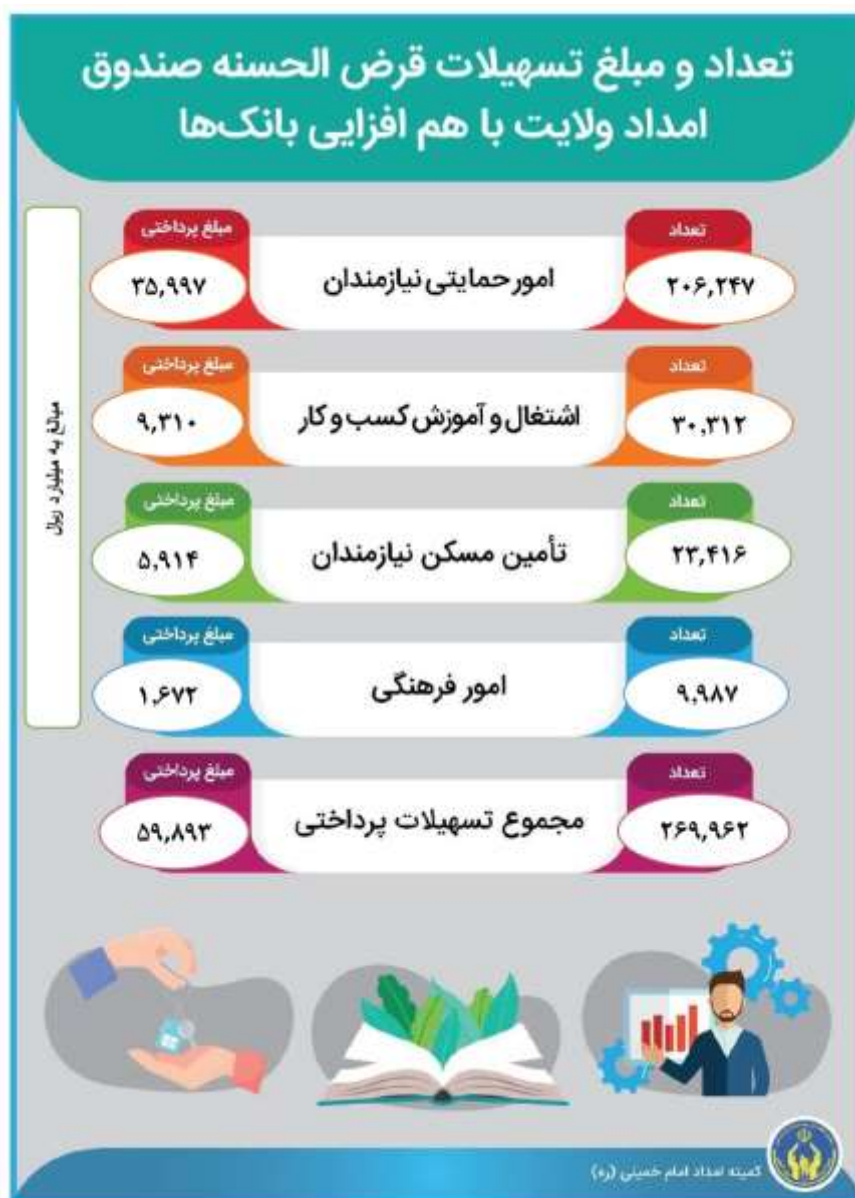 تعداد و مبلغ تسهیلات قرض الحسنه صندوق
امداد ولایت با هم افزایی بانک‌ها
مبالغ به میلیارد ریال
تعداد
مبلغ پرداختی
۲۰۶,۲۴۷
امور حمایتی نیازمندان
۳۵,۹۹۷
تعداد
مبلغ پرداختی
۳۰,۳۱۲
اشتغال و آموزش کسب و کار
۹,۳۱۰
تعداد
مبلغ پرداختی
۲۳,۴۱۶
تأمین مسکن نیازمندان
۵,۹۱۴
تعداد
مبلغ پرداختی
۹,۹۸۷
امور فرهنگی
۱,۶۷۲
تعداد
مبلغ پرداختی
۲۶۹,۹۶۲
مجموع تسهیلات پرداختی
۵۹,۸۹۳
کمیته امداد امام خمینی (ره)